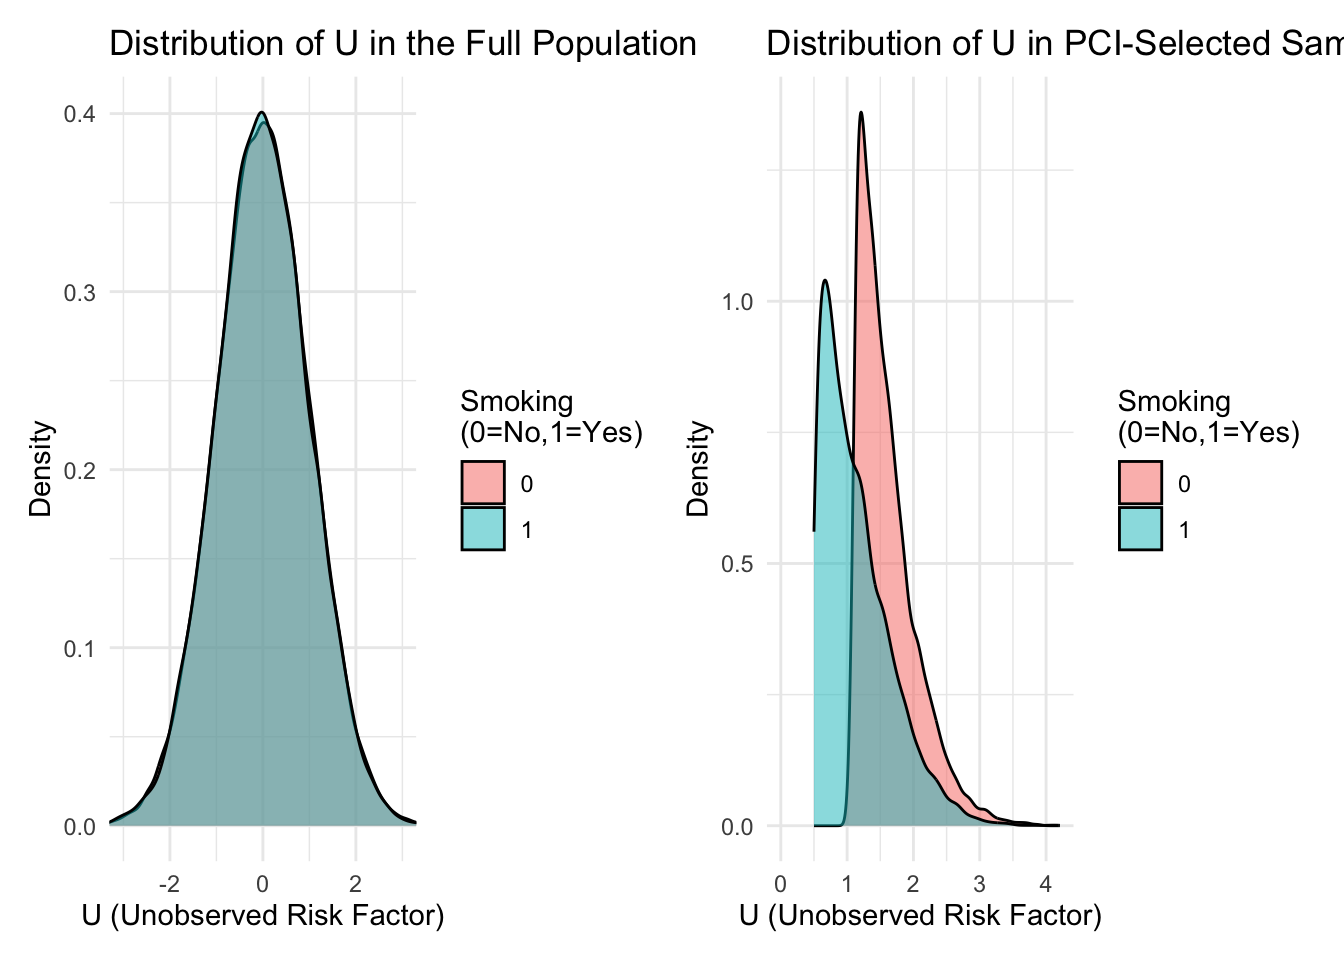 Distribution of U in the Full Population
0.4
0.3
0.2
0.1
0.0
Density
-2 0 2
U (Unobserved Risk Factor)
Smoking
(0=No,1=Yes)
0
1
Distribution of U in PCI-Selected Sam
1.0
0.5
0.0
Density
0 1 2 3 4
U (Unobserved Risk Factor)
Smoking
(0=No,1=Yes)
0
1